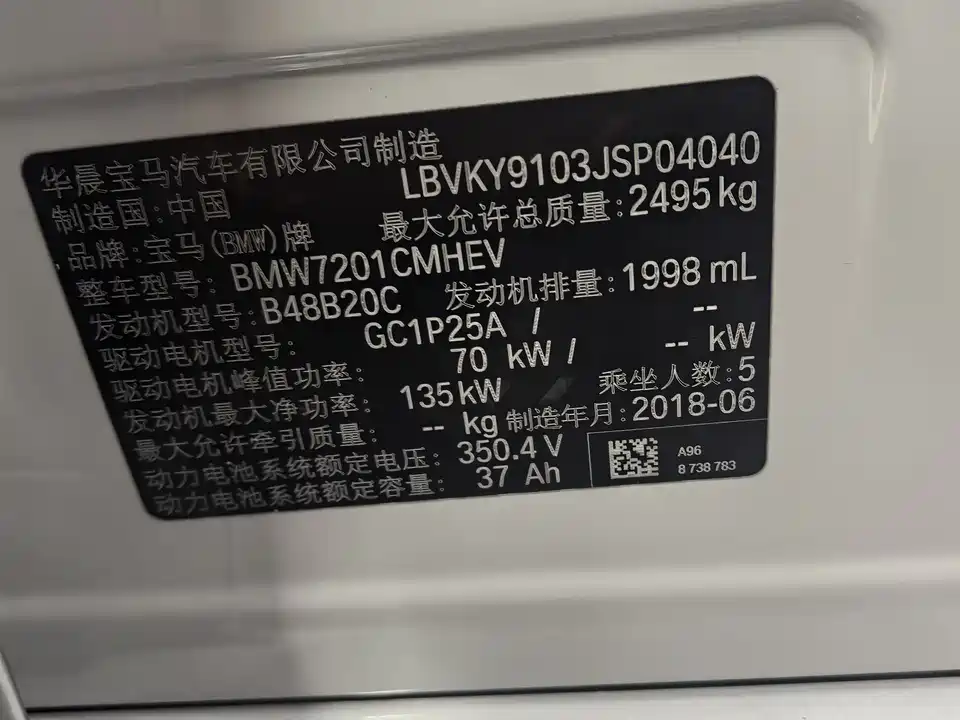 华晨宝马汽车有限公司制造
LBVKY9103JSP04040
制造国:中国
最大允许总质量:2495kg
品牌:宝马(BMW)牌
整车型号: BMW7201CMHEV
发动机型号:B48B20C 发动机排量:1998 mL
驱动电机型号: GC1P25A / --
驱动电机峰值功率: 70 kW / -- kW
发动机最大净功率: 135kW 乘坐人数:5
最大允许牵引质量: -- kg 制造年月:2018-06
动力电池系统额定电压: 350.4 V
动力电池系统额定容量: 37 Ah
A96
8 738 783